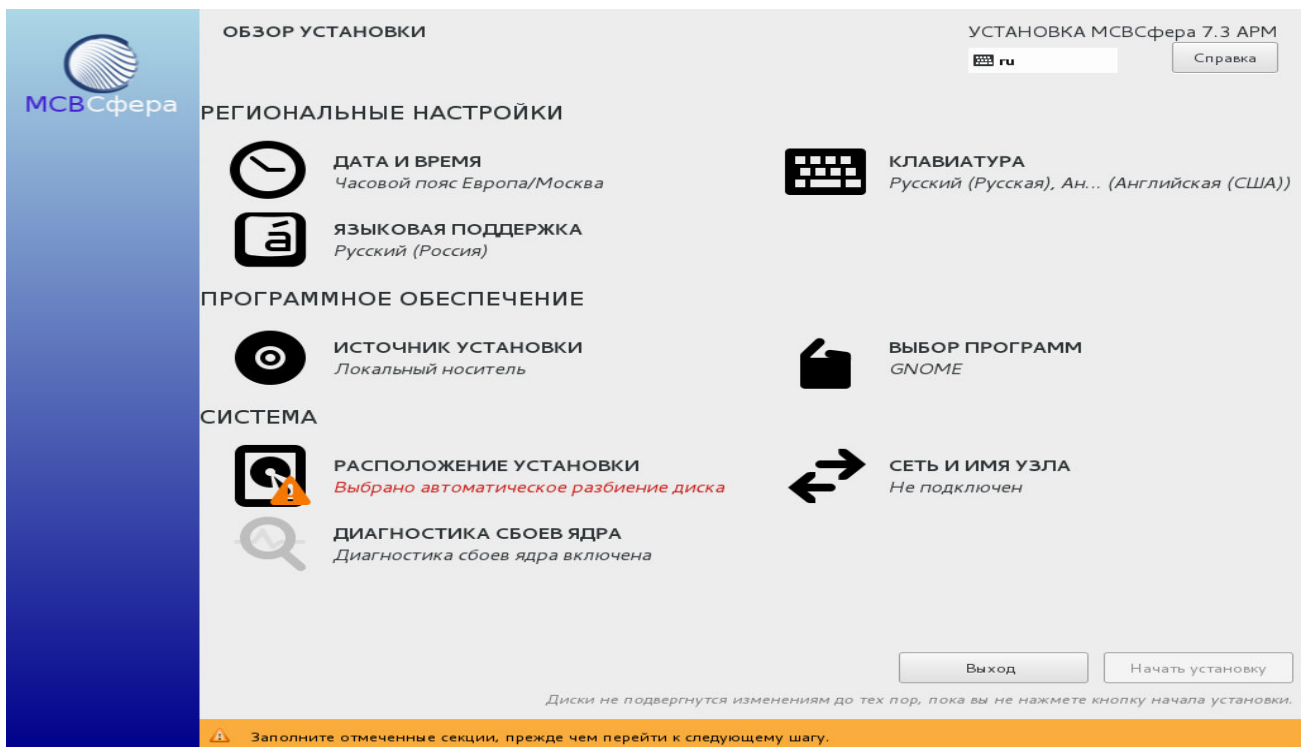 МСВСфера
ОБЗОР УСТАНОВКИ
УСТАНОВКА МСВСфера 7.3 АРМ
ru
Справка
РЕГИОНАЛЬНЫЕ НАСТРОЙКИ
ДАТА И ВРЕМЯ
Часовой пояс Европа/Москва
КЛАВИАТУРА
Русский (Русская), Ан... (Английская (США))
á
ЯЗЫКОВАЯ ПОДДЕРЖКА
Русский (Россия)
ПРОГРАММНОЕ ОБЕСПЕЧЕНИЕ
ИСТОЧНИК УСТАНОВКИ
Локальный носитель
ВЫБОР ПРОГРАММ
GNOME
СИСТЕМА
РАСПОЛОЖЕНИЕ УСТАНОВКИ
Выбрано автоматическое разбиение диска
СЕТЬ И ИМЯ УЗЛА
Не подключен
ДИАГНОСТИКА СБОЕВ ЯДРА
Диагностика сбоев ядра включена
Выход
Начать установку
Диски не подвергнутся изменениям до тех пор, пока вы не нажмете кнопку начала установки.
Заполните отмеченные секции, прежде чем перейти к следующему шагу.